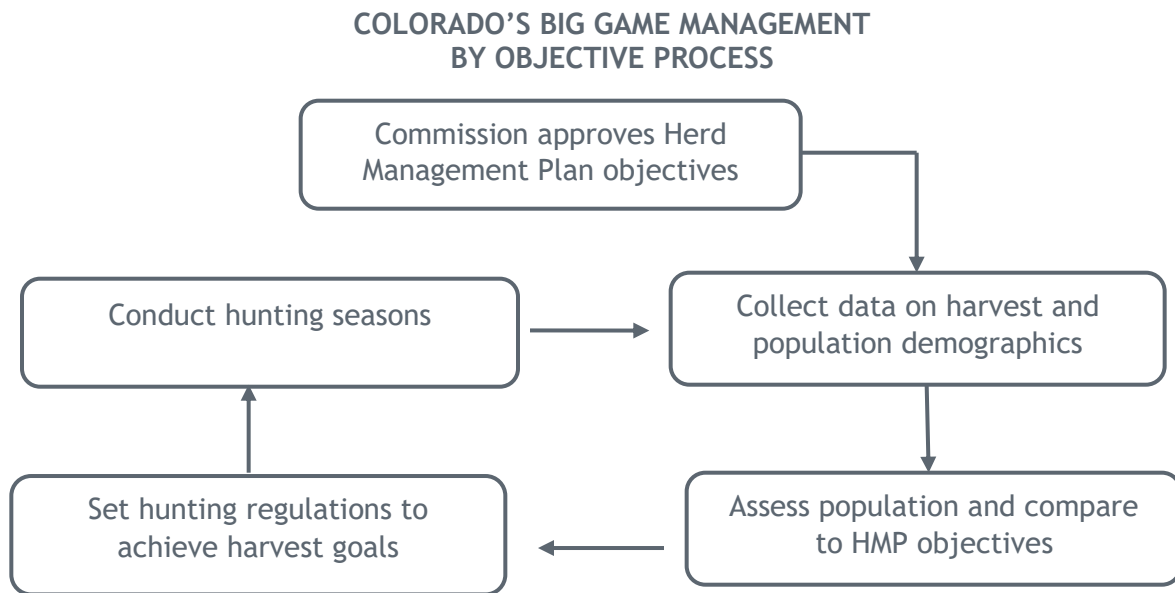 COLORADO’S BIG GAME MANAGEMENT
BY OBJECTIVE PROCESS
Commission approves Herd
Management Plan objectives
Conduct hunting seasons
Collect data on harvest and
population demographics
Set hunting regulations to
achieve harvest goals
Assess population and compare
to HMP objectives